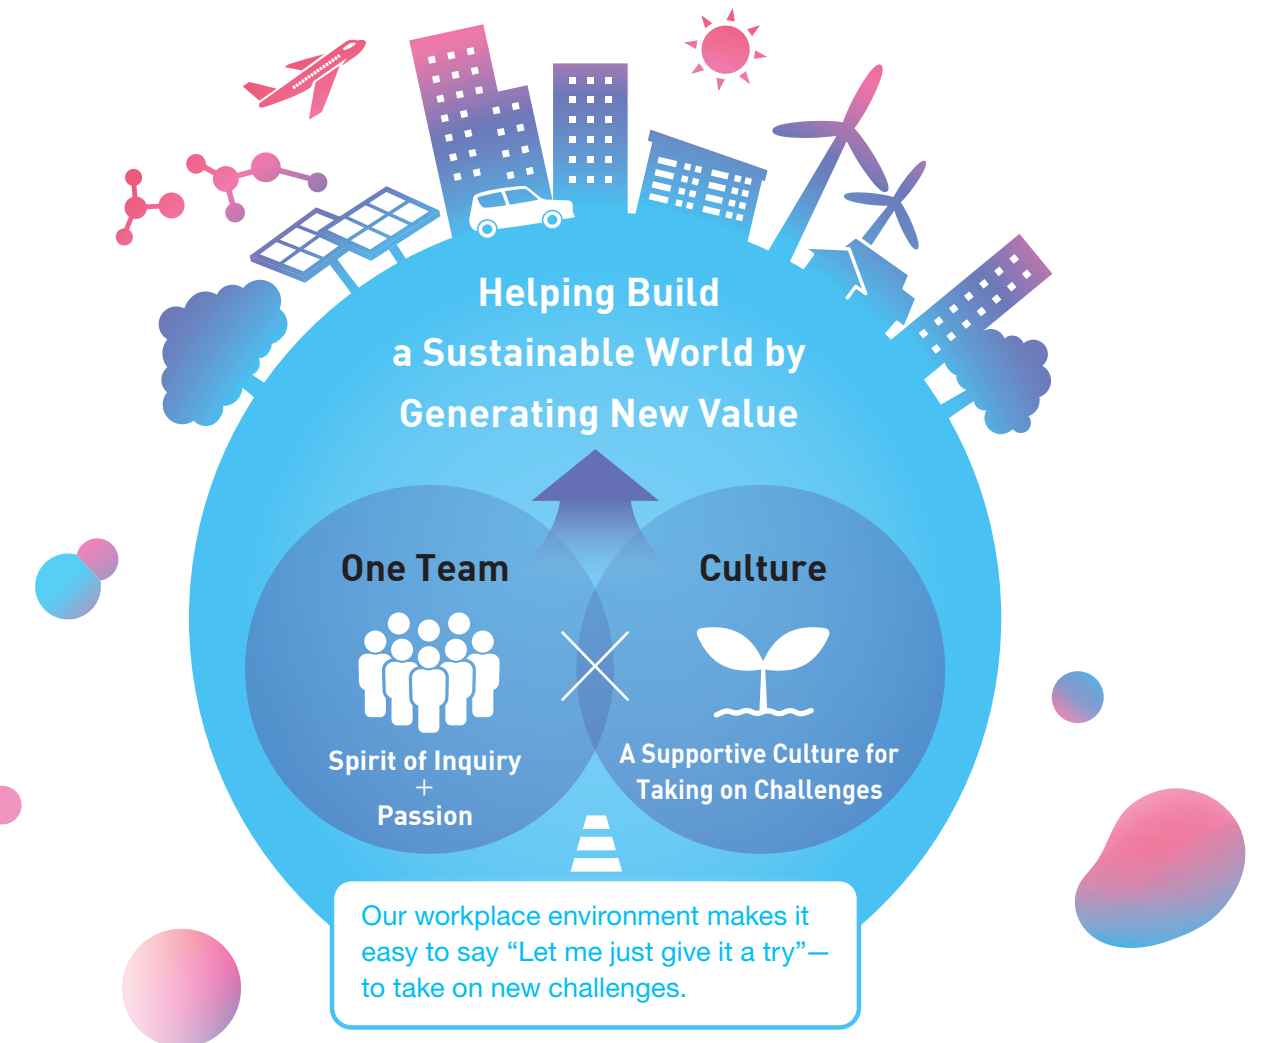 Helping Build
a Sustainable World by
Generating New Value
One Team
Culture
Spirit of Inquiry
+
Passion
A Supportive Culture for
Taking on Challenges
Our workplace environment makes it
easy to say “Let me just give it a try”—
to take on new challenges.